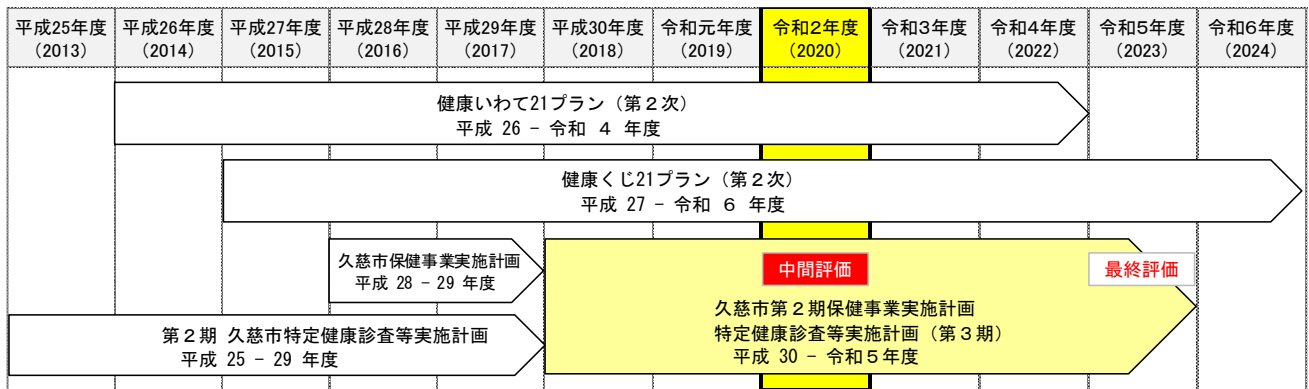 平成25年度 平成26年度 平成27年度 平成28年度 平成29年度 平成30年度 令和元年度 令和２年度 令和３年度 令和４年度 令和５年度 令和６年度
（2013） （2014） （2015） （2016） （2017） （2018） （2019） （2020） （2021） （2022） （2023） （2024）
健康いわて21プラン（第２次）
平成 26 － 令和 ４ 年度
健康くじ21プラン（第２次）
平成 27 － 令和 ６ 年度
久慈市保健事業実施計画
平成 28 － 29 年度
中間評価
最終評価
第２期 久慈市特定健康診査等実施計画
平成 25 － 29 年度
久慈市第２期保健事業実施計画
特定健康診査等実施計画（第３期）
平成 30 － 令和５年度